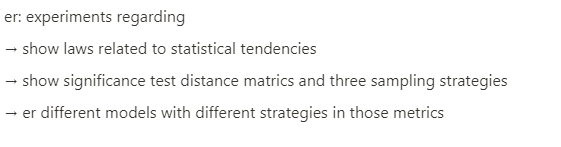 er: experiments regarding
→ show laws related to statistical tendencies
→ show significance test distance matrics and three sampling strategies
→ er different models with different strategies in those metrics